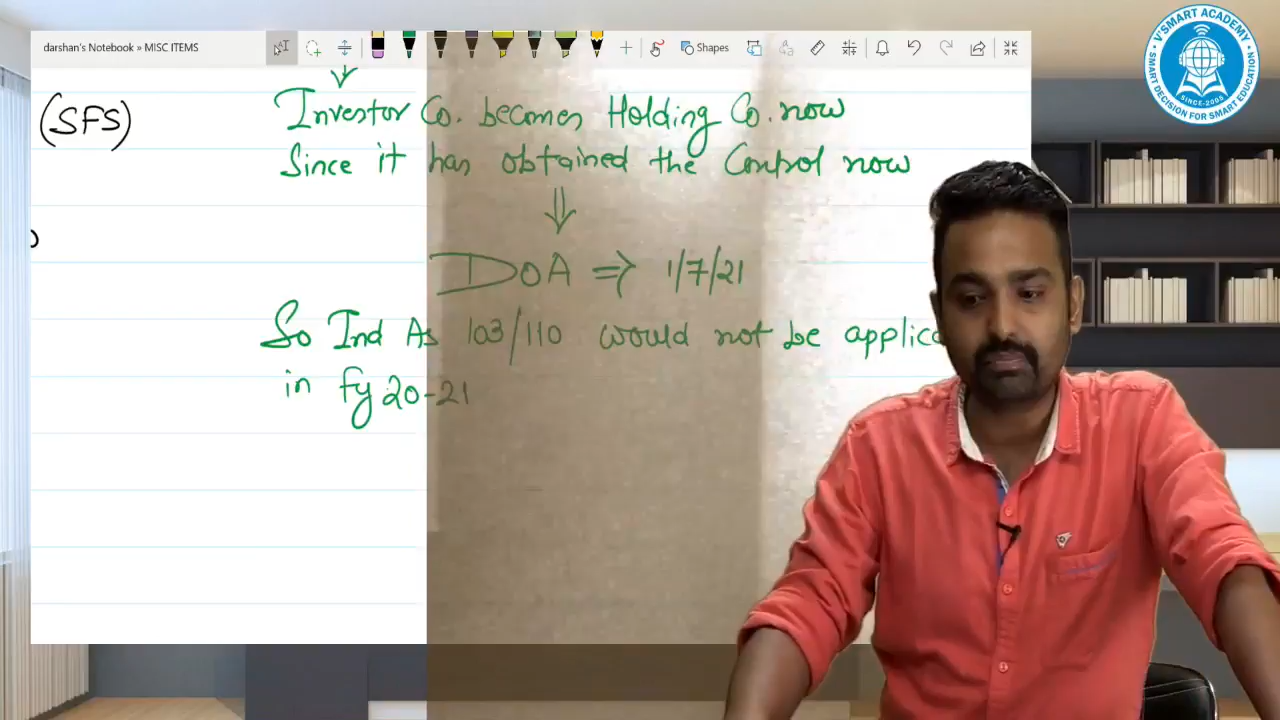 darshan's Notebook » MISC ITEMS
Shapes
V'SMART ACADEMY
SMART DECISION FOR SMART EDUCATION
SINCE-2005
(SFS)
Investor Co. becomes Holding Co. now
Since it has obtained the Control now
DOA ⇒ 1/7/21
So Ind As 103/110 would not be applic
in Fy 20-21